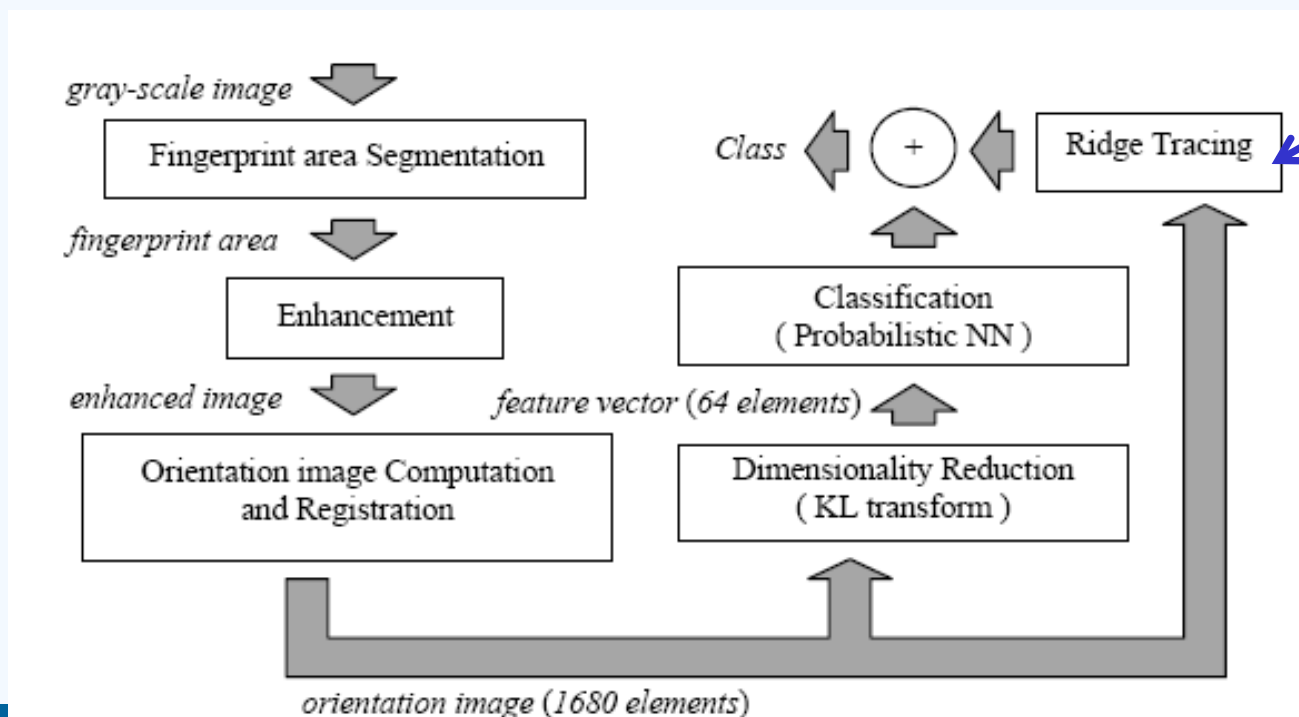 gray-scale image
Fingerprint area Segmentation
fingerprint area
Enhancement
enhanced image
Orientation image Computation
and Registration
orientation image (1680 elements)
Dimensionality Reduction
( KL transform )
feature vector (64 elements)
Classification
( Probabilistic NN )
Ridge Tracing
+
Class